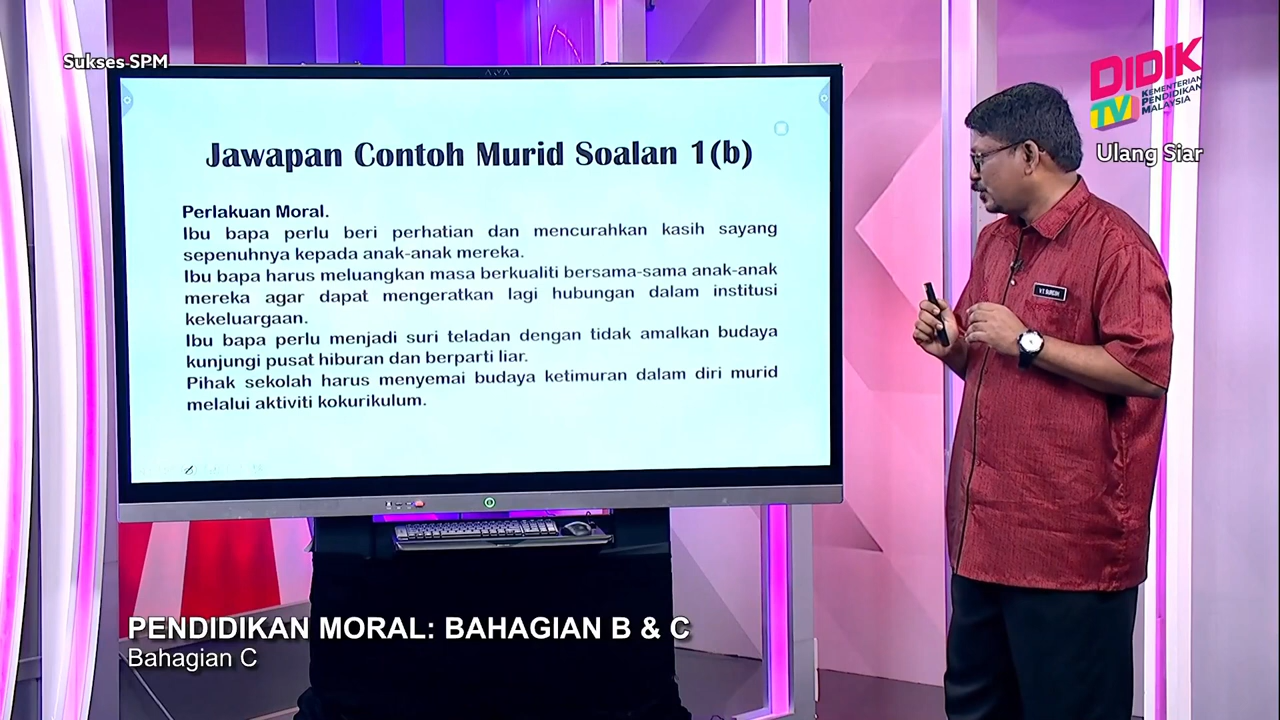 Sukses SPM
DIDIK
TV
KEMENTERIAN
PENDIDIKAN
MALAYSIA
Ulang Siar
Jawapan Contoh Murid Soalan 1(b)
Perlakuan Moral.
Ibu bapa perlu beri perhatian dan mencurahkan kasih sayang
sepenuhnya kepada anak-anak mereka.
Ibu bapa harus meluangkan masa berkualiti bersama-sama anak-anak
mereka agar dapat mengeratkan lagi hubungan dalam institusi
kekeluargaan.
Ibu bapa perlu menjadi suri teladan dengan tidak amalkan budaya
kunjungi pusat hiburan dan berparti liar.
Pihak sekolah harus menyemai budaya ketimuran dalam diri murid
melalui aktiviti kokurikulum.
PENDIDIKAN MORAL: BAHAGIAN B & C
Bahagian C